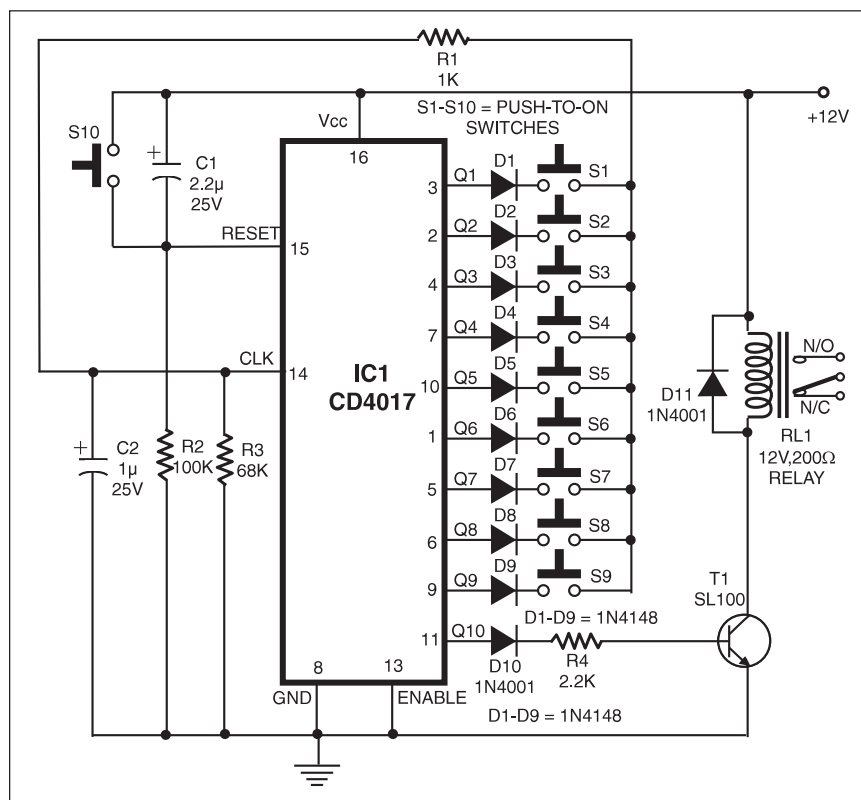 R1
1K
S1-S10 = PUSH-TO-ON
SWITCHES
+12V
Vcc
16
S10
+
C1
2.2µ
25V
RESET
15
CLK
14
IC1
CD4017
3
Q1
D1
S1
2
Q2
D2
S2
4
Q3
D3
S3
7
Q4
D4
S4
10
Q5
D5
S5
1
Q6
D6
S6
5
Q7
D7
S7
6
Q8
D8
S8
9
Q9
D9
S9
11
Q10
D10
1N4001
D1-D9 = 1N4148
R4
2.2K
D1-D9 = 1N4148
+
C2
1µ
25V
R2
100K
R3
68K
8
GND
13
ENABLE
D11
1N4001
N/O
N/C
RL1
12V,200Ω
RELAY
T1
SL100